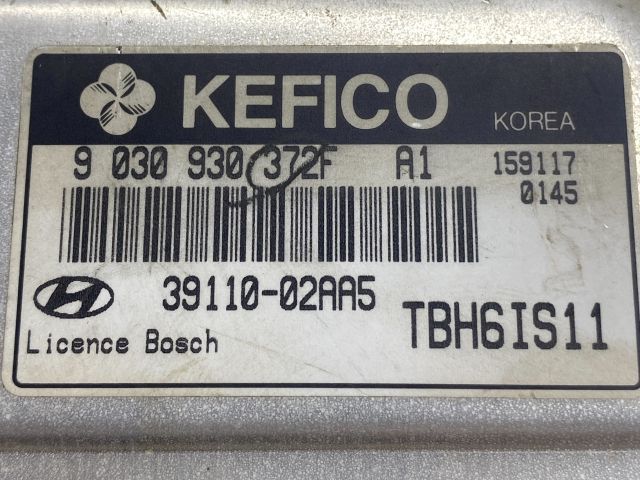 KEFICO KOREA
9 030 930 372F A1 159117
0145
39110-02AA5
TBH6IS11
Licence Bosch